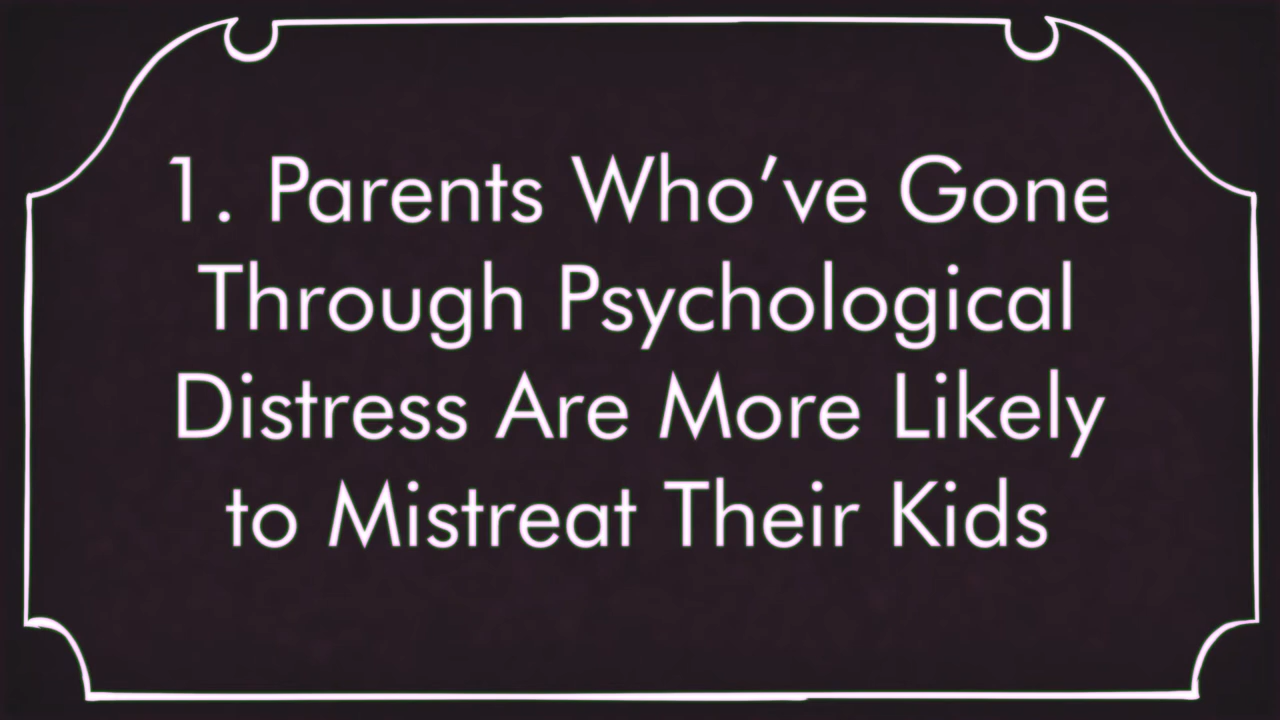 1. Parents Who’ve Gone
Through Psychological
Distress Are More Likely
to Mistreat Their Kids